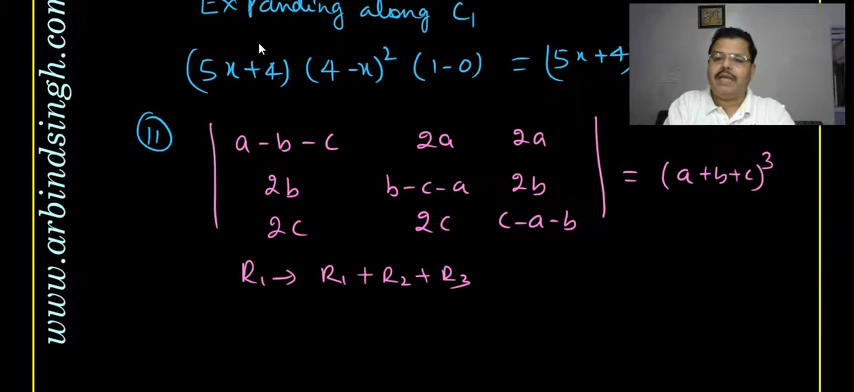 www.arbindsingh.com
Expanding along C₁
(5x+4) (4-x)² (1-0) = (5x+4)
11
a-b-c 2a 2a
2b b-c-a 2b = (a+b+c)³
2c 2c c-a-b
R₁ → R₁ + R₂ + R₃